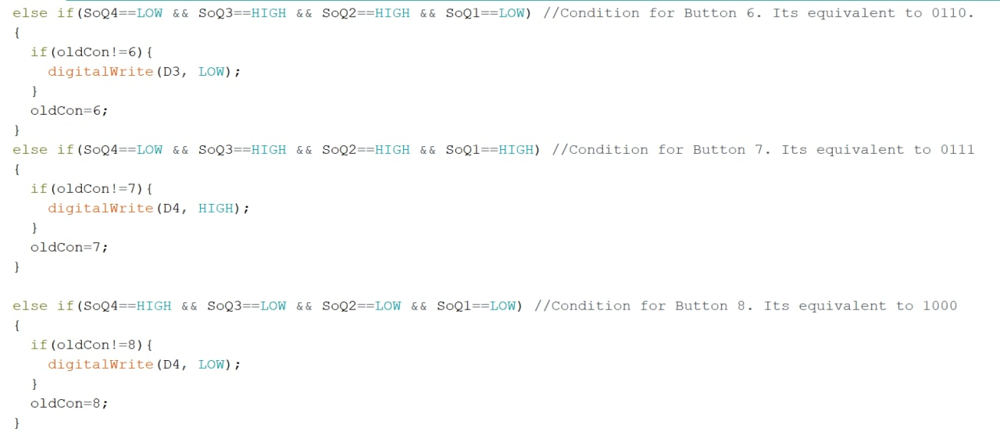 else if(SoQ4==LOW && SoQ3==HIGH && SoQ2==HIGH && SoQ1==LOW) //Condition for Button 6. Its equivalent to 0110.
{
  if(oldCon!=6){
    digitalWrite(D3, LOW);
  }
  oldCon=6;
}
else if(SoQ4==LOW && SoQ3==HIGH && SoQ2==HIGH && SoQ1==HIGH) //Condition for Button 7. Its equivalent to 0111
{
  if(oldCon!=7){
    digitalWrite(D4, HIGH);
  }
  oldCon=7;
}
else if(SoQ4==HIGH && SoQ3==LOW && SoQ2==LOW && SoQ1==LOW) //Condition for Button 8. Its equivalent to 1000
{
  if(oldCon!=8){
    digitalWrite(D4, LOW);
  }
  oldCon=8;
}